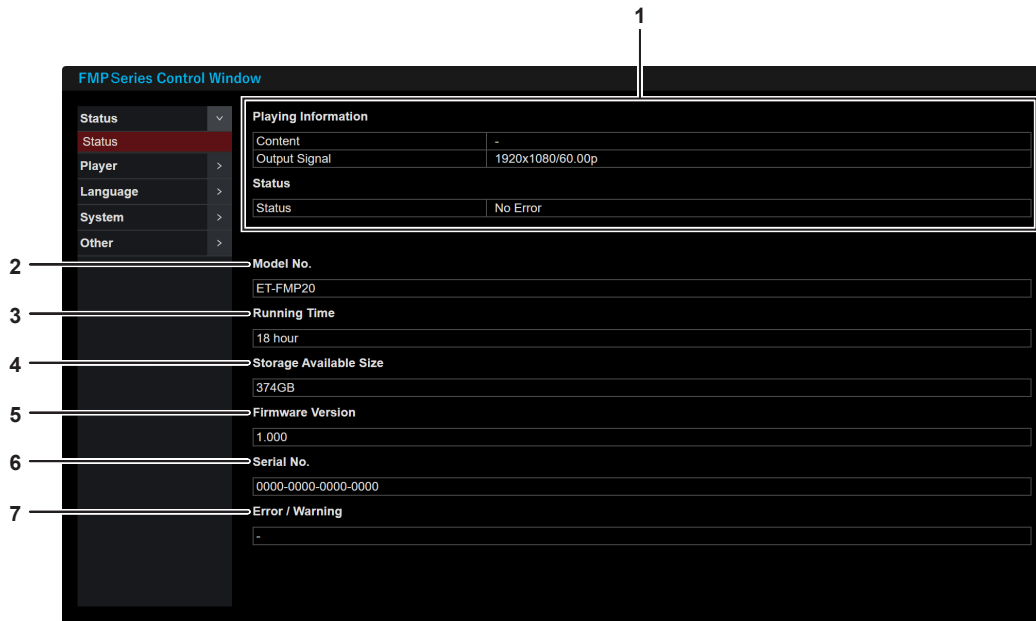 1
FMP Series Control Window
Status
Status
Player
Language
System
Other
Playing Information
Content -
Output Signal 1920x1080/60.00p
Status
Status No Error
2 Model No.
ET-FMP20
3 Running Time
18 hour
4 Storage Available Size
374GB
5 Firmware Version
1.000
6 Serial No.
0000-0000-0000-0000
7 Error / Warning
-